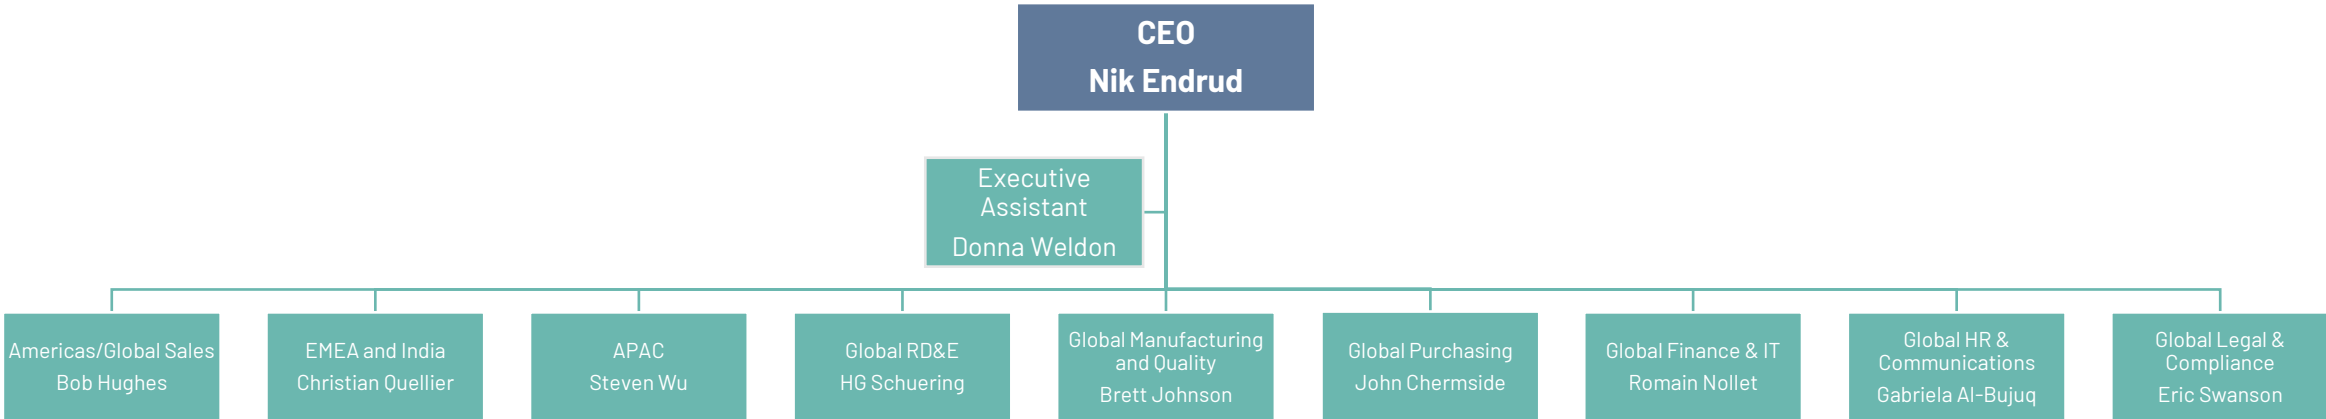 CEO
Nik Endrud
Executive
Assistant
Donna Weldon
Americas/Global Sales
Bob Hughes
EMEA and India
Christian Quellier
APAC
Steven Wu
Global RD&E
HG Schuering
Global Manufacturing
and Quality
Brett Johnson
Global Purchasing
John Chermside
Global Finance & IT
Romain Nollet
Global HR &
Communications
Gabriela Al-Bujuq
Global Legal &
Compliance
Eric Swanson